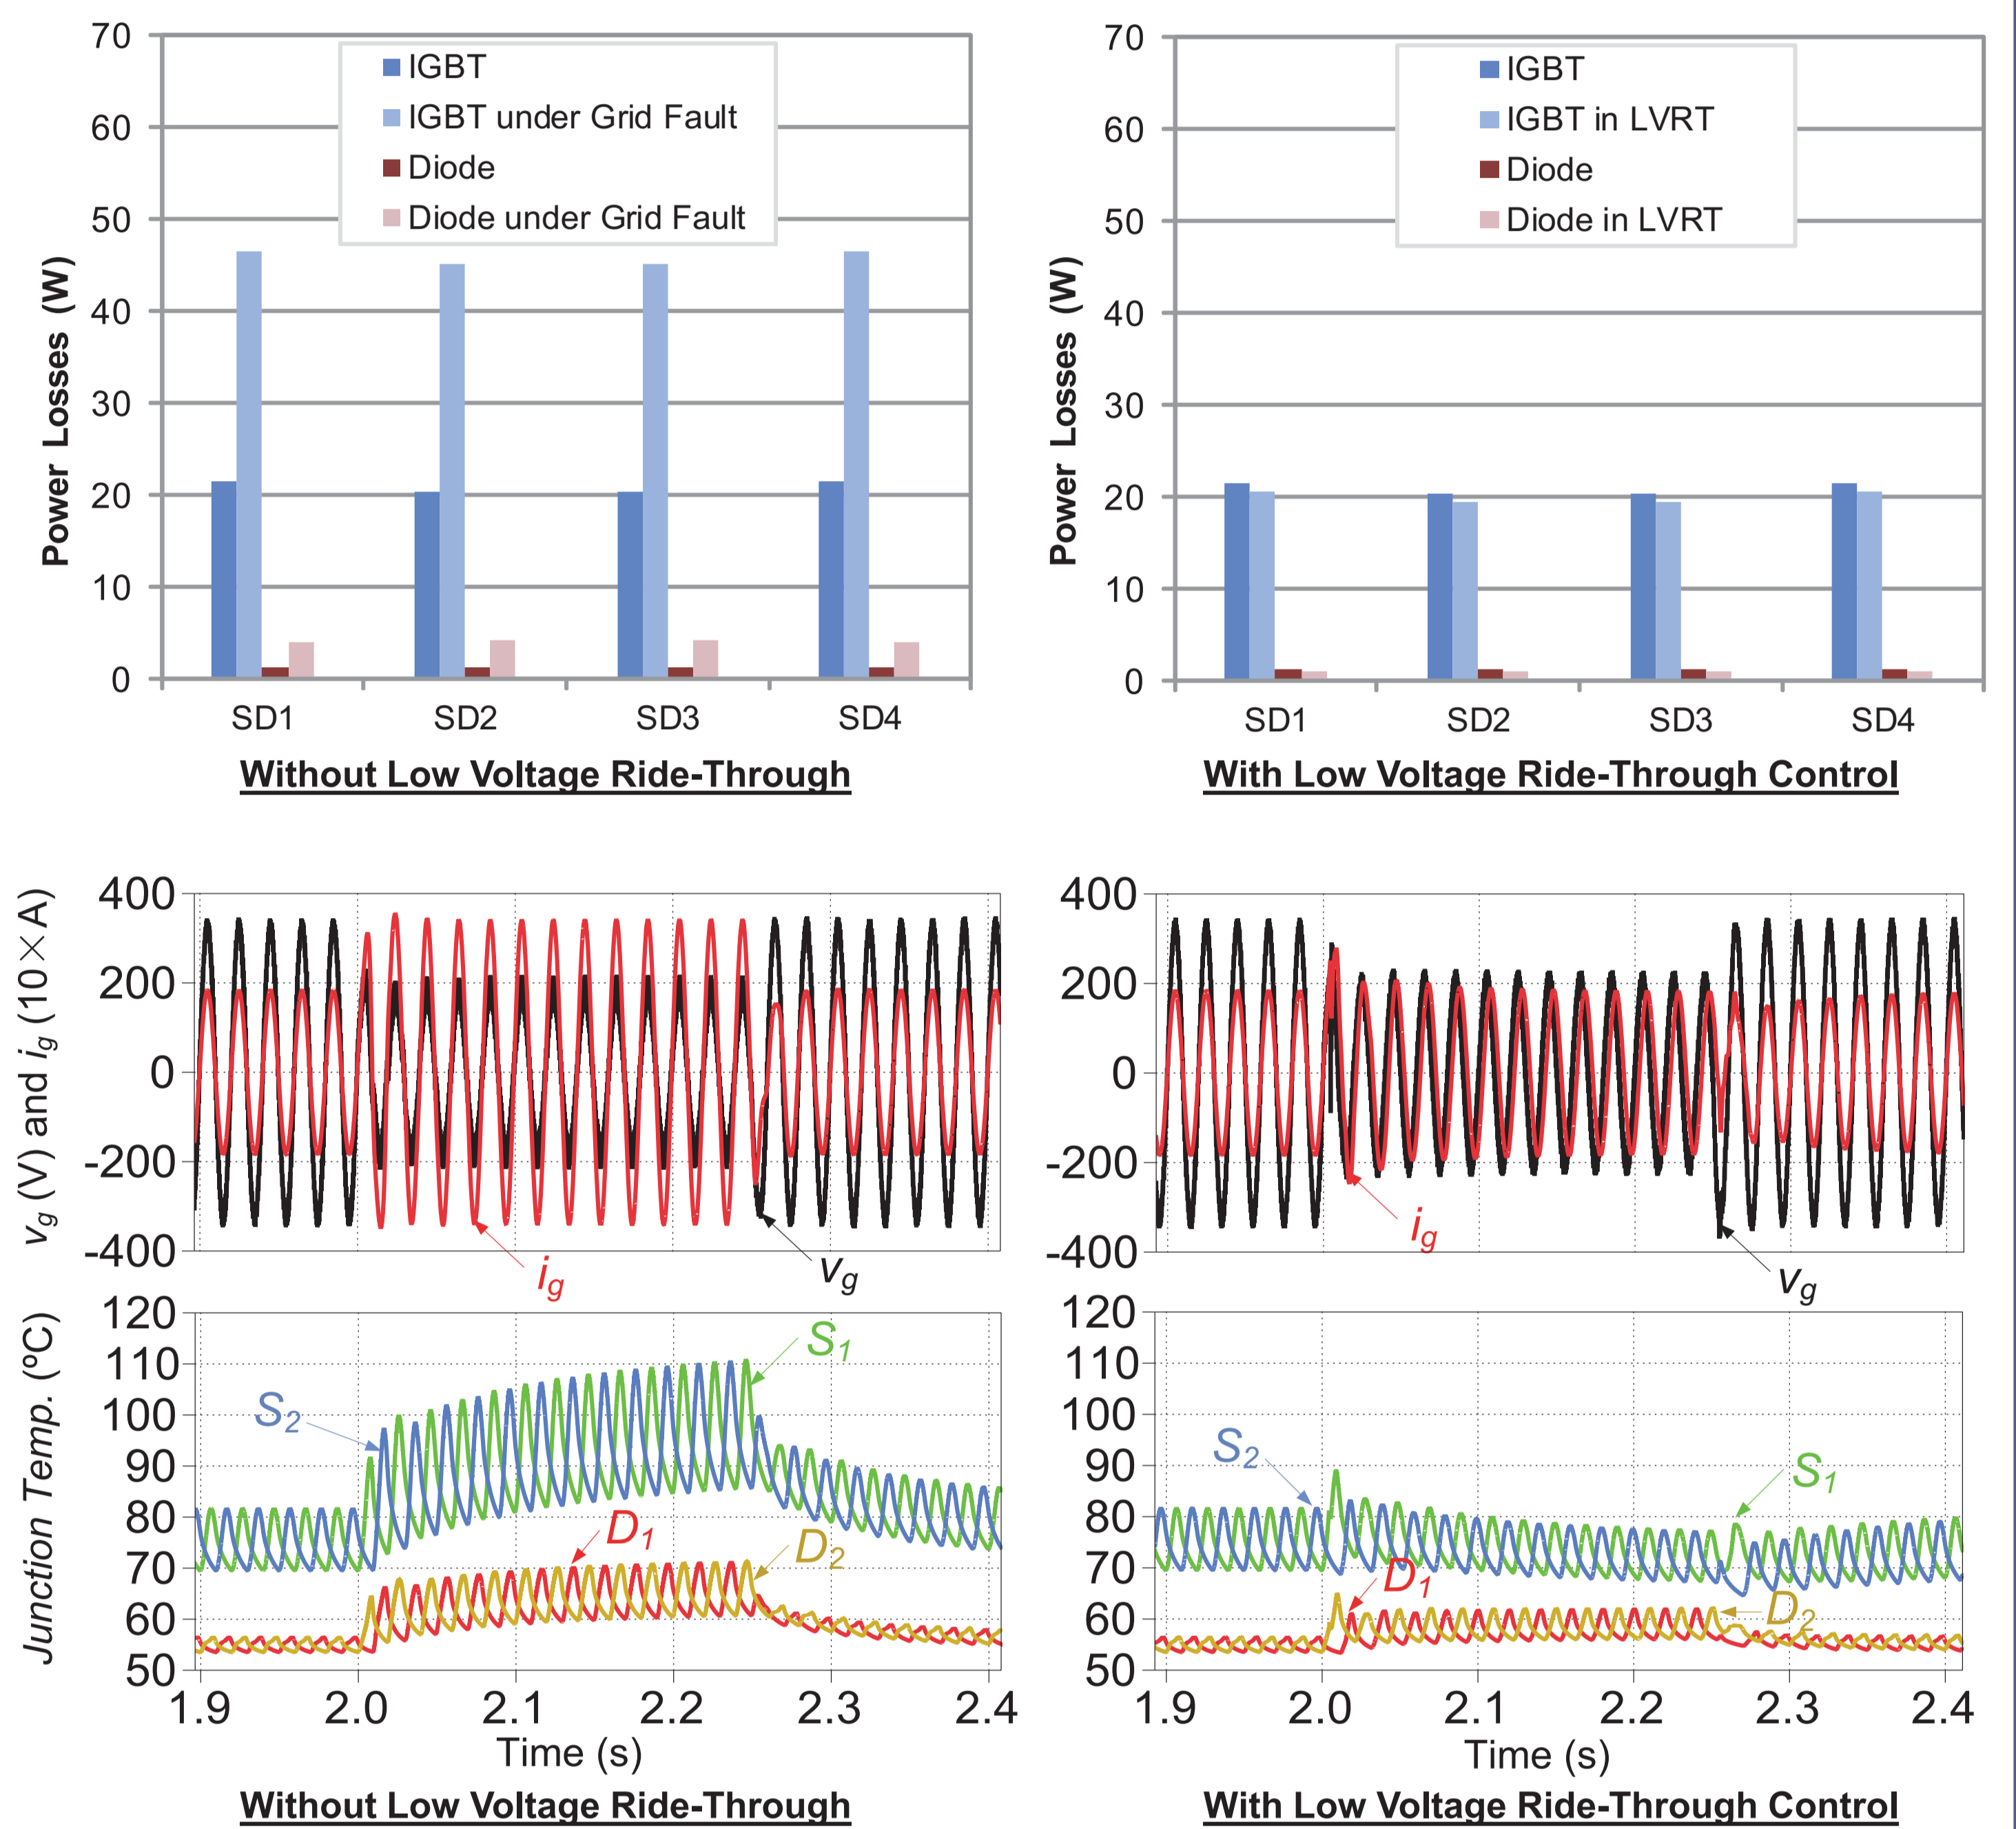 70
60
50
40
30
20
10
0
Power Losses (W)
IGBT
IGBT under Grid Fault
Diode
Diode under Grid Fault
SD1 SD2 SD3 SD4
Without Low Voltage Ride-Through
70
60
50
40
30
20
10
0
Power Losses (W)
IGBT
IGBT in LVRT
Diode
Diode in LVRT
SD1 SD2 SD3 SD4
With Low Voltage Ride-Through Control
vg (V) and ig (10×A)
400
200
0
-200
-400
ig
vg
400
200
0
-200
-400
ig
vg
Junction Temp. (ºC)
120
110
100
90
80
70
60
50
S2
S1
D1
D2
1.9 2.0 2.1 2.2 2.3 2.4
Time (s)
Without Low Voltage Ride-Through
120
110
100
90
80
70
60
50
S2
S1
D1
D2
1.9 2.0 2.1 2.2 2.3 2.4
Time (s)
With Low Voltage Ride-Through Control